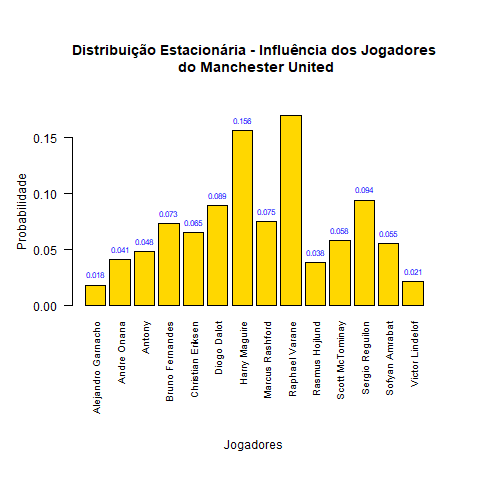 Distribuição Estacionária - Influência dos Jogadores
do Manchester United
Probabilidade
0.15
0.10
0.05
0.00
0.018
0.041
0.048
0.073
0.065
0.089
0.156
0.075
0.038
0.058
0.094
0.055
0.021
Alejandro Garnacho
Andre Onana
Antony
Bruno Fernandes
Christian Eriksen
Diogo Dalot
Harry Maguire
Marcus Rashford
Raphael Varane
Rasmus Hojlund
Scott McTominay
Sergio Reguilon
Sofyan Amrabat
Victor Lindelof
Jogadores